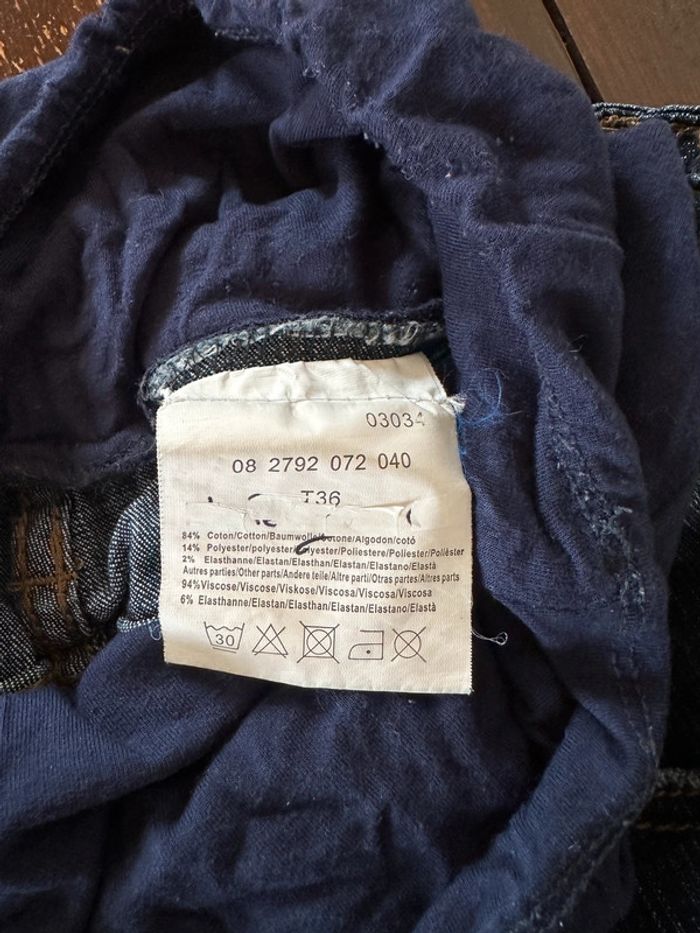 03034
08 2792 072 040
T36
84% Coton/Cotton/Baumwolle/ /Algodon/cotó
14% Polyester/polyester/ /Poliestere/Poliester/Polièster
2% Elasthanne/Elastan/Elasthan/Elastan/Elastano/Elastà
Autres parties/Other parts/Andere teile/Altre parti/Otras partes/Altres parts
94%Viscose/Viscose/Viskose/Viscosa/Viscosa/Viscosa
6% Elasthanne/Elastan/Elasthan/Elastan/Elastano/Elastà
30